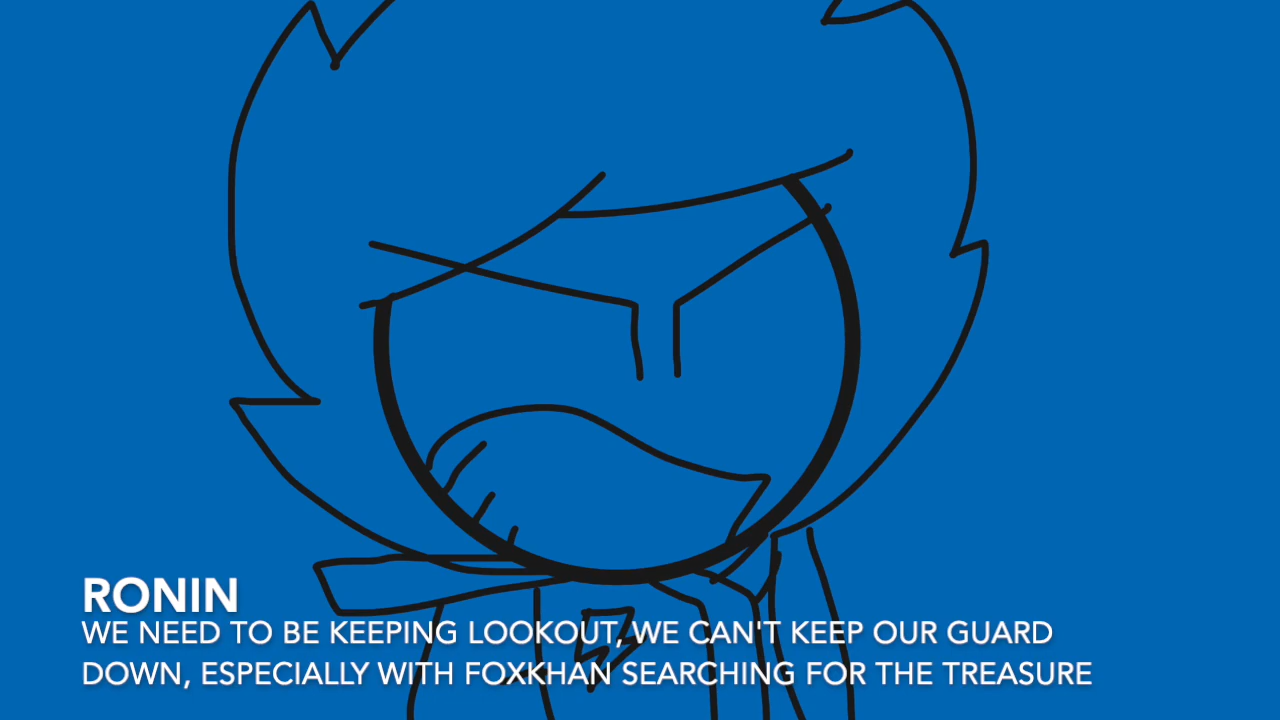 RONIN
WE NEED TO BE KEEPING LOOKOUT, WE CAN'T KEEP OUR GUARD
DOWN, ESPECIALLY WITH FOXKHAN SEARCHING FOR THE TREASURE